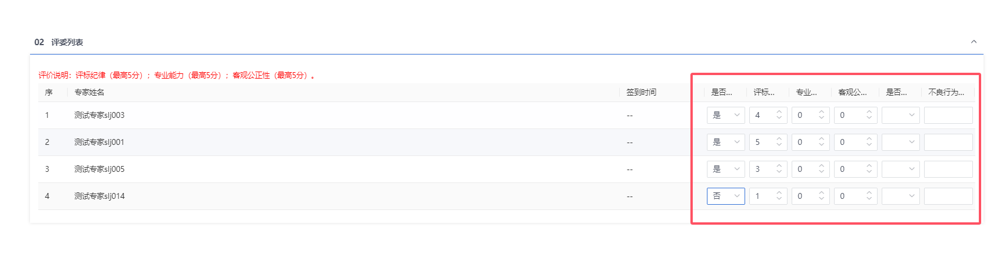 02 评委列表
评价说明：评标纪律（最高5分）；专业能力（最高5分）；客观公正性（最高5分）。
序 专家姓名 签到时间 是否... 评标... 专业... 客观公... 是否... 不良行为...
1 测试专家slj003 -- 是 4 0 0
2 测试专家slj001 -- 是 5 0 0
3 测试专家slj005 -- 是 3 0 0
4 测试专家slj014 -- 否 1 0 0